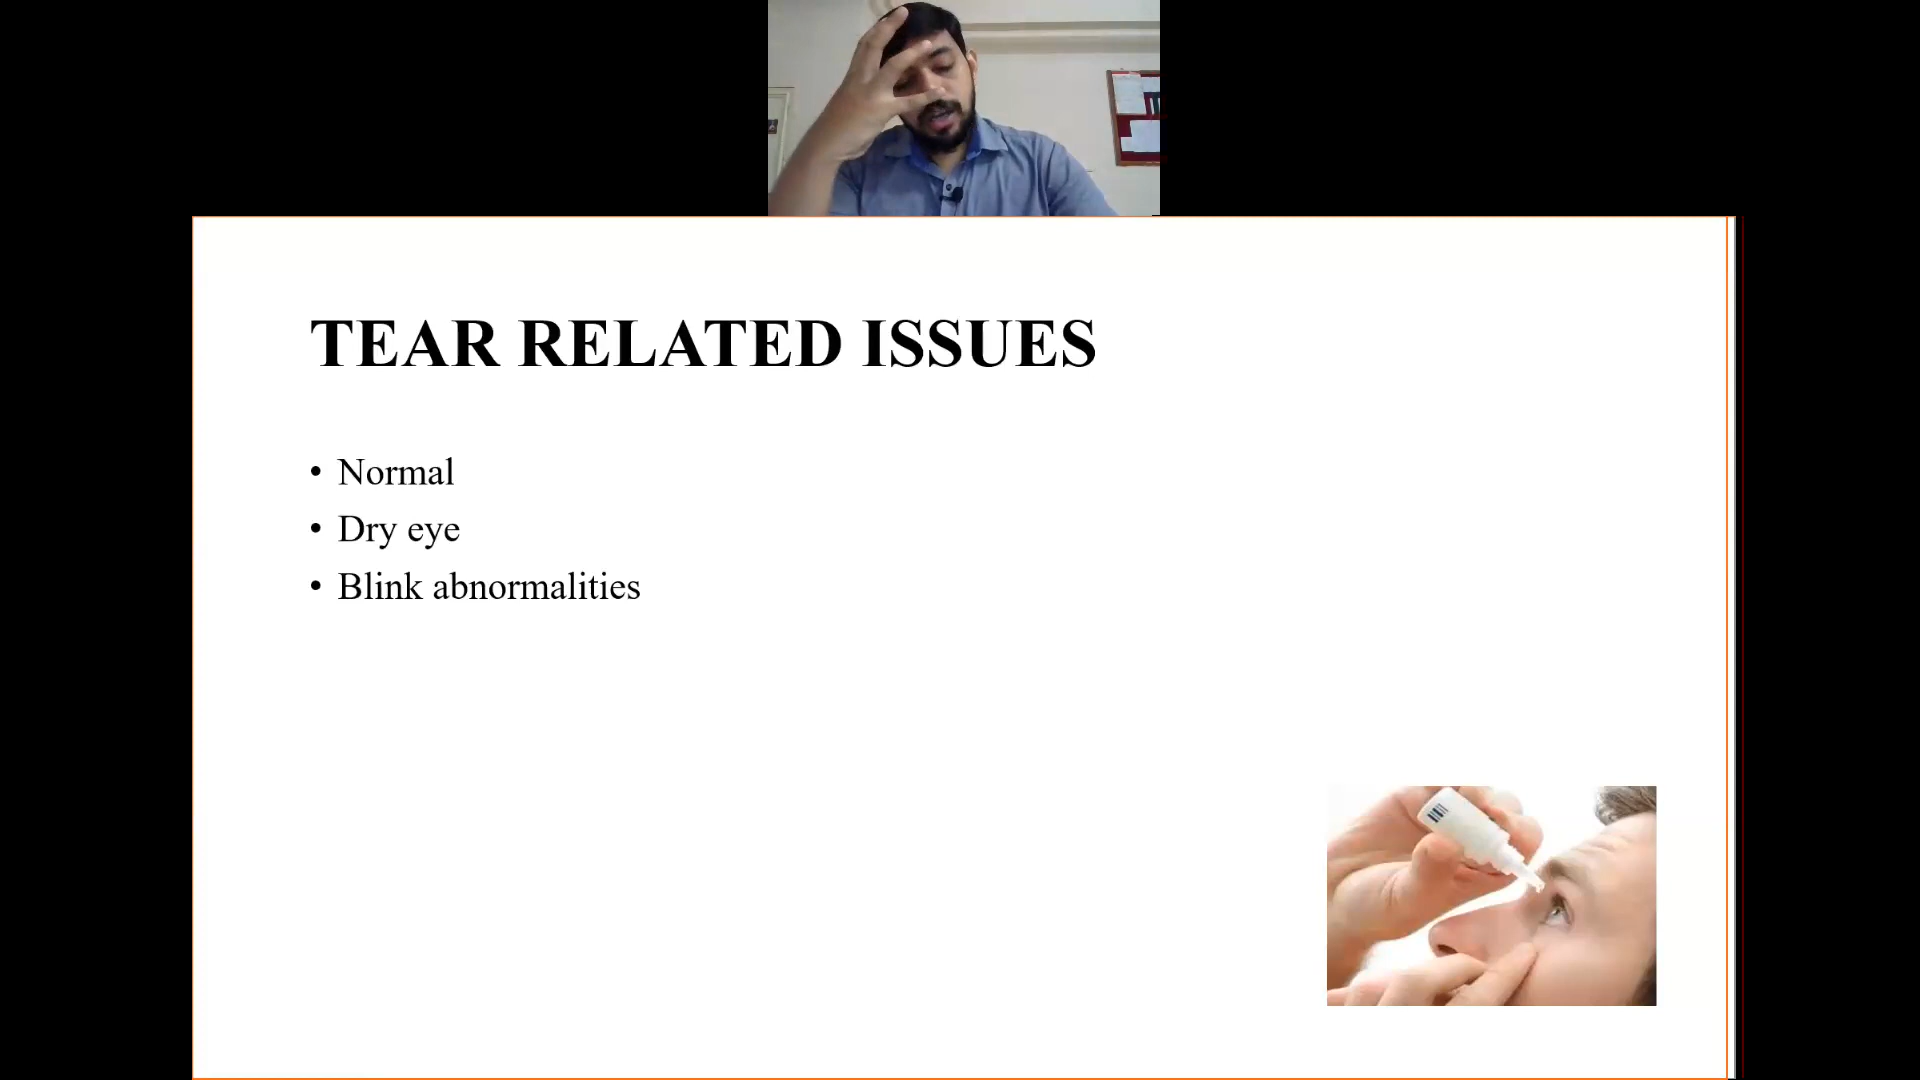 TEAR RELATED ISSUES
• Normal
• Dry eye
• Blink abnormalities